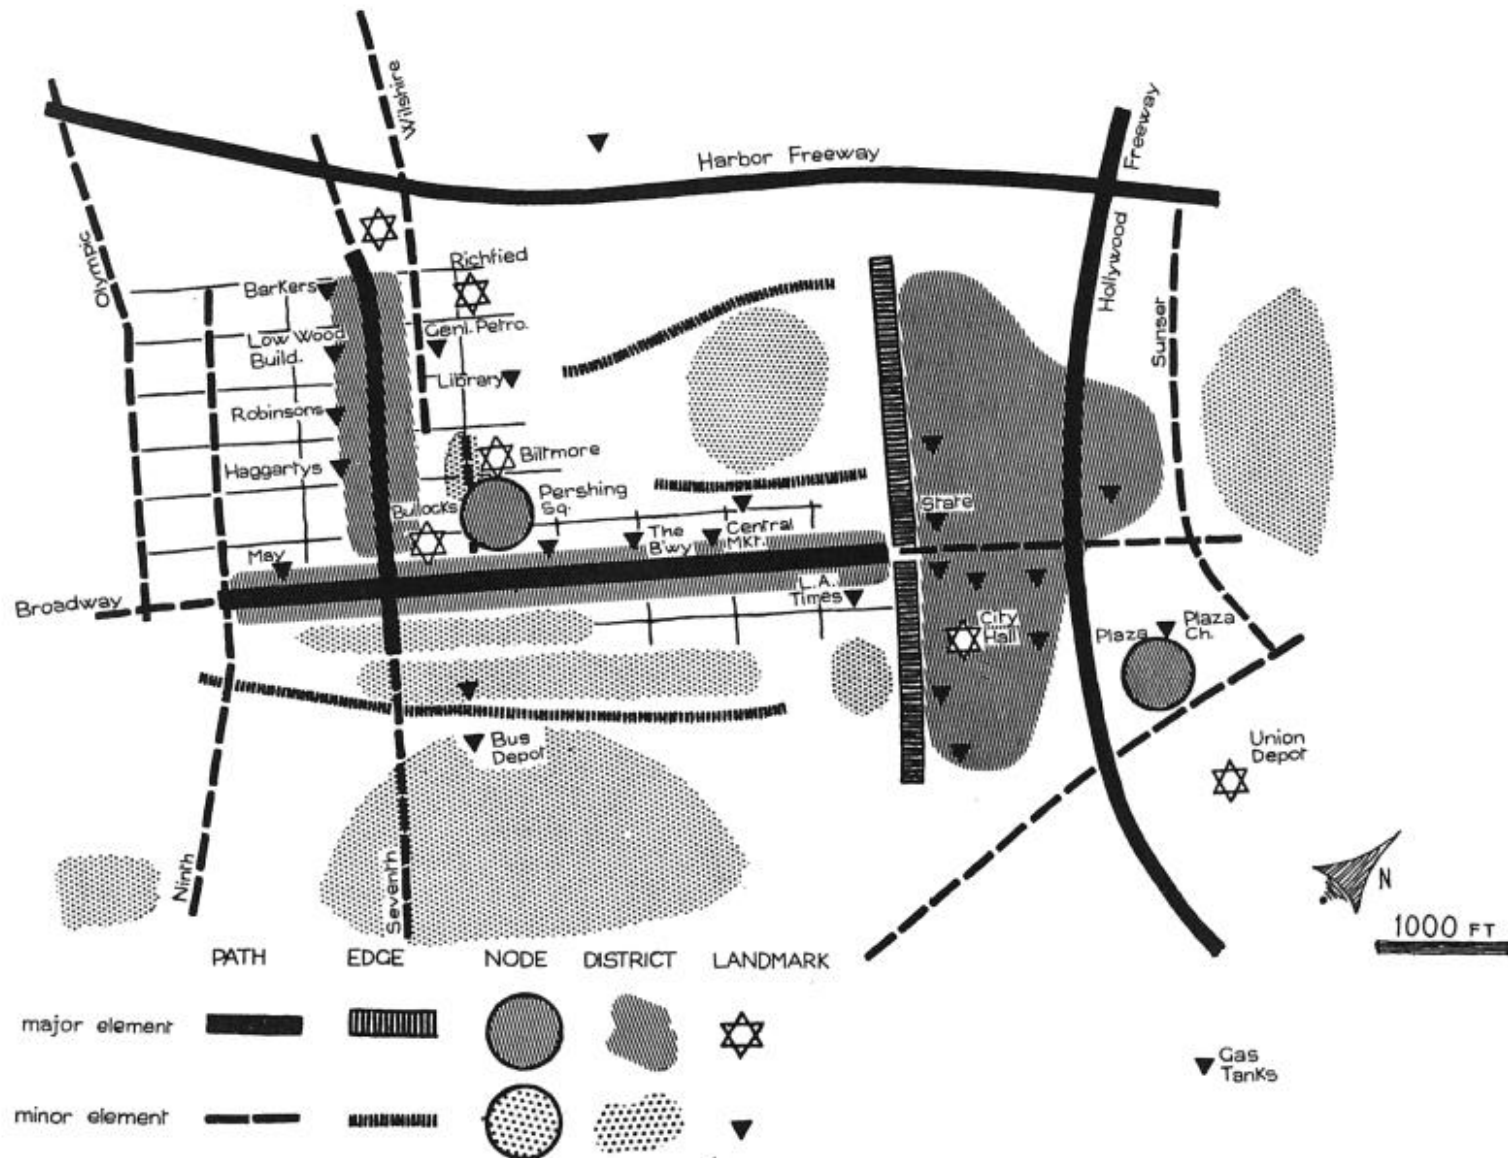 Wilshire
Harbor Freeway
Freeway
Hollywood
Olympic
Richfied
Barkers
Genl. Petro.
Low Wood
Build.
Sunset
Library
Robinsons
Biltmore
Haggartys
Pershing
Sq.
Bullocks
State
The
B'wy
Central
Mkt.
May
L.A.
Times
Broadway
City
Hall
Plaza
Plaza
Ch.
Bus
Depot
Union
Depot
Ninth
Seventh
N
1000 FT
PATH EDGE NODE DISTRICT LANDMARK
major element
Gas
Tanks
minor element